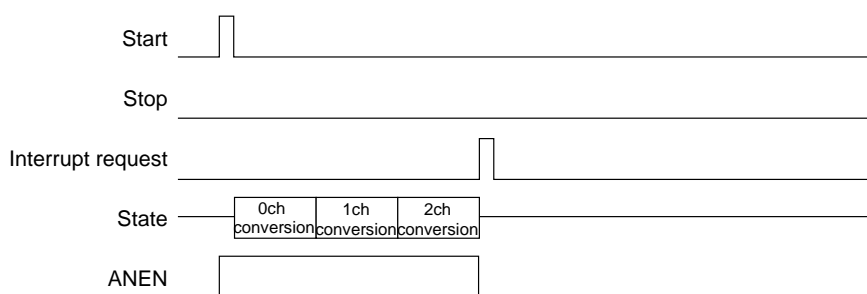 Start
Stop
Interrupt request
State
0ch
conversion
1ch
conversion
2ch
conversion
ANEN